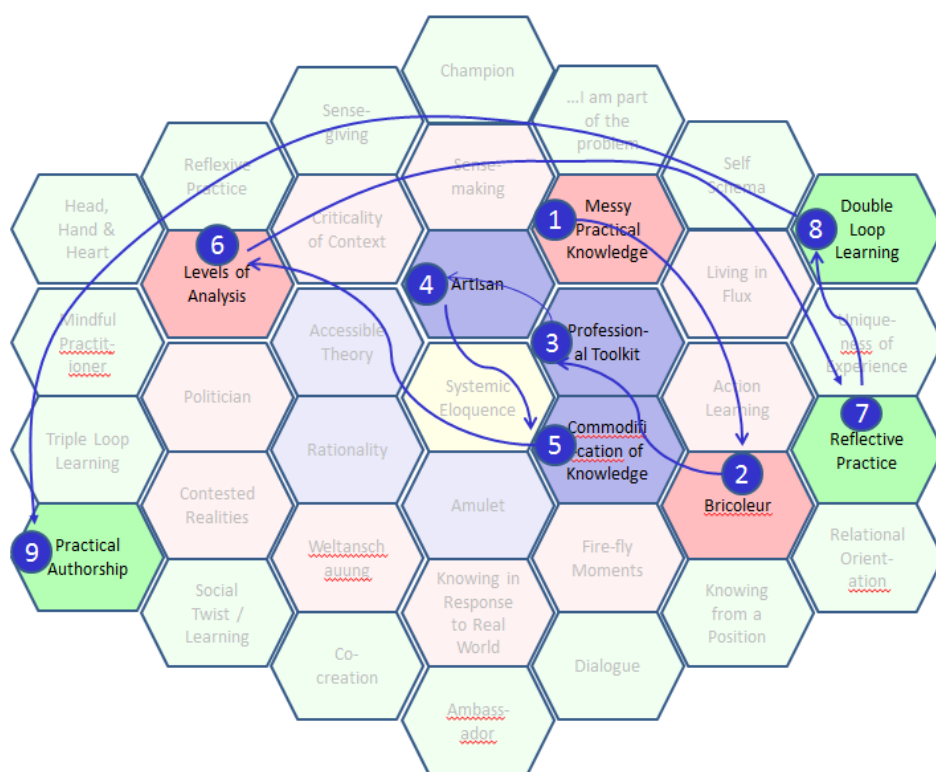 Champion
Sense-
giving
...I am part
of the
problem
Reflexive
Practice
Sense-
making
Self
Schema
Head,
Hand &
Heart
Criticality
of Context
1
Messy
Practical
Knowledge
Double
Loop
Learning
8
6
Levels of
Analysis
4
Artisan
Living in
Flux
Mindful
Practit-
ioner
Accessible
Theory
3
Profession-
al Toolkit
Unique-
ness of
Experience
Politician
Systemic
Eloquence
Action
Learning
Triple Loop
Learning
Rationality
5
Commodifi
-cation of
Knowledge
7
Reflective
Practice
Contested
Realities
Amulet
2
Bricoleur
9
Practical
Authorship
Weltansch
auung
Fire-fly
Moments
Relational
Orient-
ation
Social
Twist /
Learning
Knowing in
Response
to Real
World
Knowing
from a
Position
Co-
creation
Dialogue
Ambass-
ador